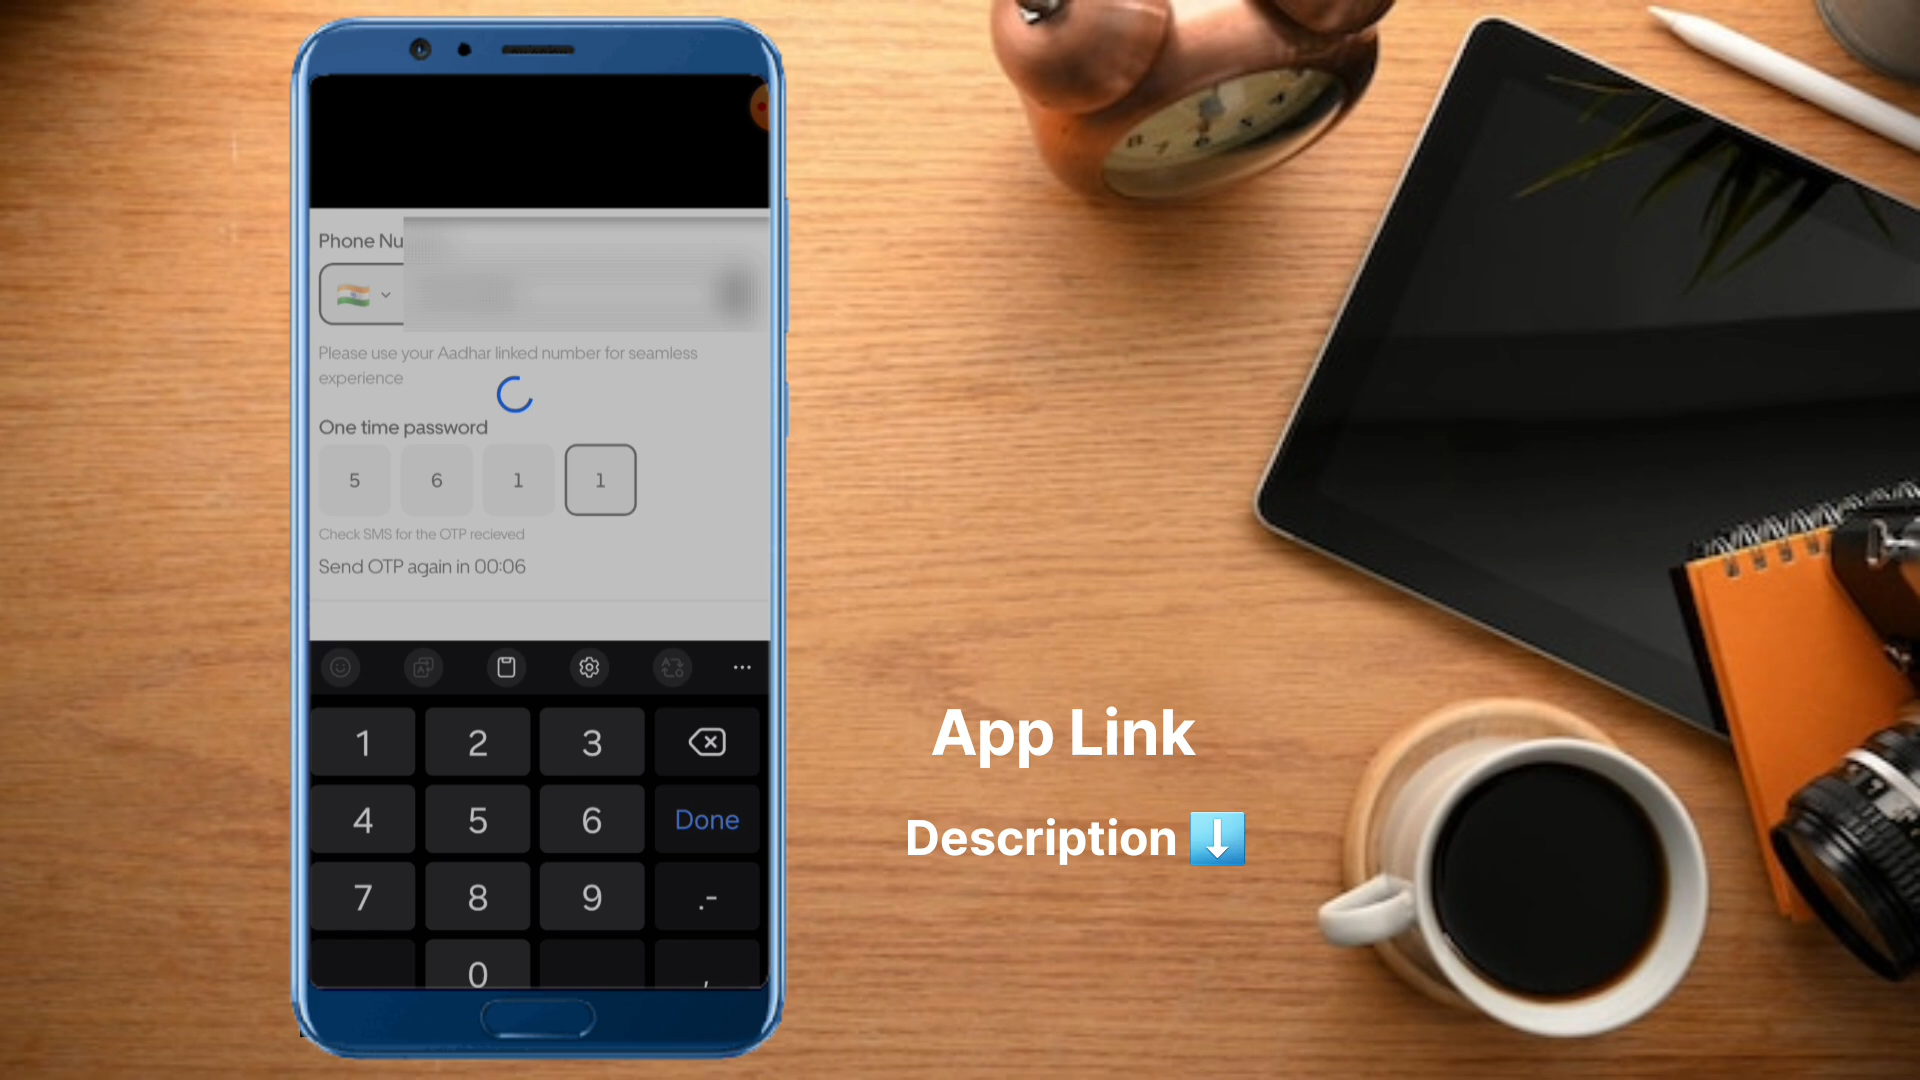 Phone Nu
Please use your Aadhar linked number for seamless
experience
One time password
5 6 1 1
Check SMS for the OTP recieved
Send OTP again in 00:06
1 2 3
4 5 6 Done
7 8 9 .-
0 ,
App Link
Description ⬇️